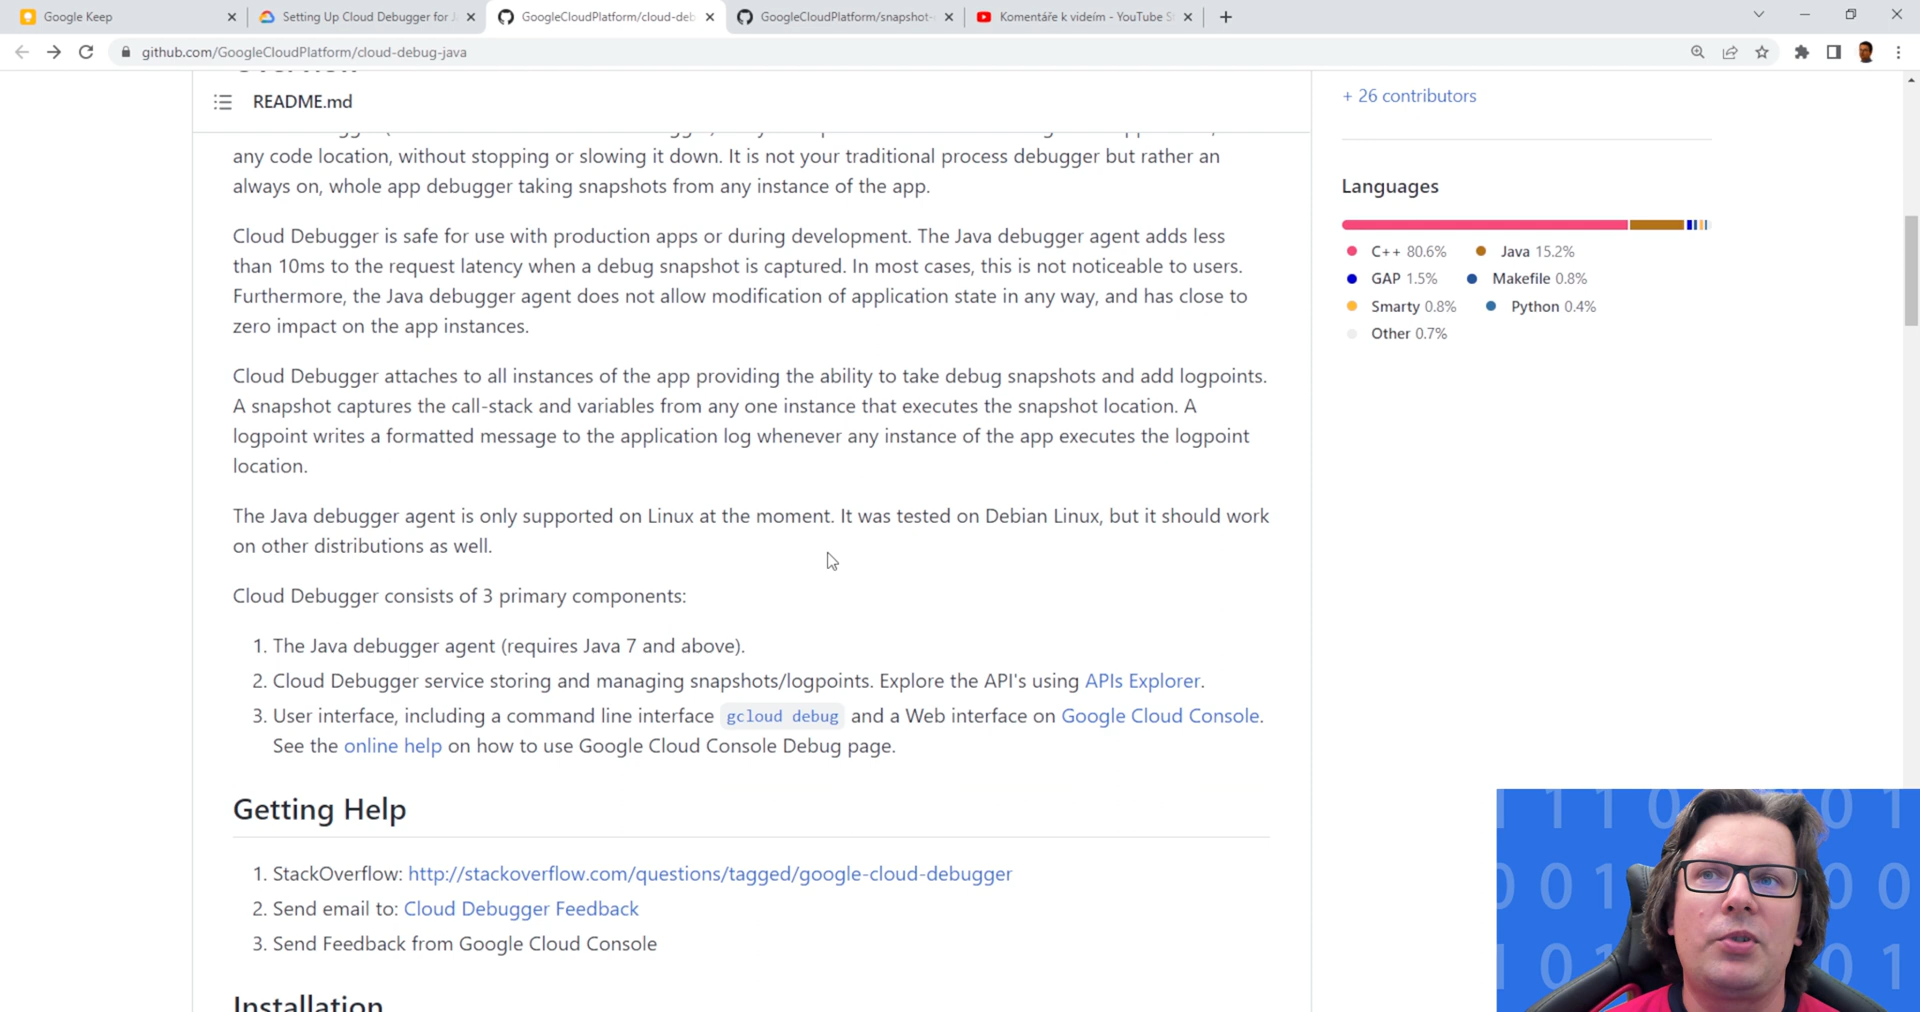 Google Keep
Setting Up Cloud Debugger for J
GoogleCloudPlatform/cloud-deb
GoogleCloudPlatform/snapshot-
Komentáře k videím - YouTube S
github.com/GoogleCloudPlatform/cloud-debug-java
README.md
any code location, without stopping or slowing it down. It is not your traditional process debugger but rather an
always on, whole app debugger taking snapshots from any instance of the app.
Cloud Debugger is safe for use with production apps or during development. The Java debugger agent adds less
than 10ms to the request latency when a debug snapshot is captured. In most cases, this is not noticeable to users.
Furthermore, the Java debugger agent does not allow modification of application state in any way, and has close to
zero impact on the app instances.
Cloud Debugger attaches to all instances of the app providing the ability to take debug snapshots and add logpoints.
A snapshot captures the call-stack and variables from any one instance that executes the snapshot location. A
logpoint writes a formatted message to the application log whenever any instance of the app executes the logpoint
location.
The Java debugger agent is only supported on Linux at the moment. It was tested on Debian Linux, but it should work
on other distributions as well.
Cloud Debugger consists of 3 primary components:
1. The Java debugger agent (requires Java 7 and above).
2. Cloud Debugger service storing and managing snapshots/logpoints. Explore the API's using APIs Explorer.
3. User interface, including a command line interface gcloud debug and a Web interface on Google Cloud Console.
See the online help on how to use Google Cloud Console Debug page.
Getting Help
1. StackOverflow: http://stackoverflow.com/questions/tagged/google-cloud-debugger
2. Send email to: Cloud Debugger Feedback
3. Send Feedback from Google Cloud Console
Installation
+ 26 contributors
Languages
C++ 80.6% Java 15.2%
GAP 1.5% Makefile 0.8%
Smarty 0.8% Python 0.4%
Other 0.7%